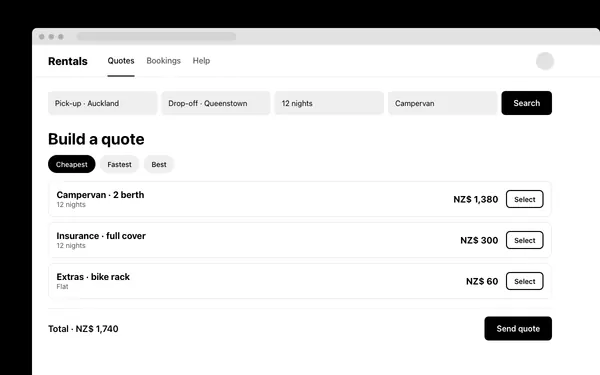 Rentals Quotes Bookings Help
Pick-up · Auckland Drop-off · Queenstown 12 nights Campervan Search
Build a quote
Cheapest Fastest Best
Campervan · 2 berth
12 nights
NZ$ 1,380 Select
Insurance · full cover
12 nights
NZ$ 300 Select
Extras · bike rack
Flat
NZ$ 60 Select
Total · NZ$ 1,740 Send quote